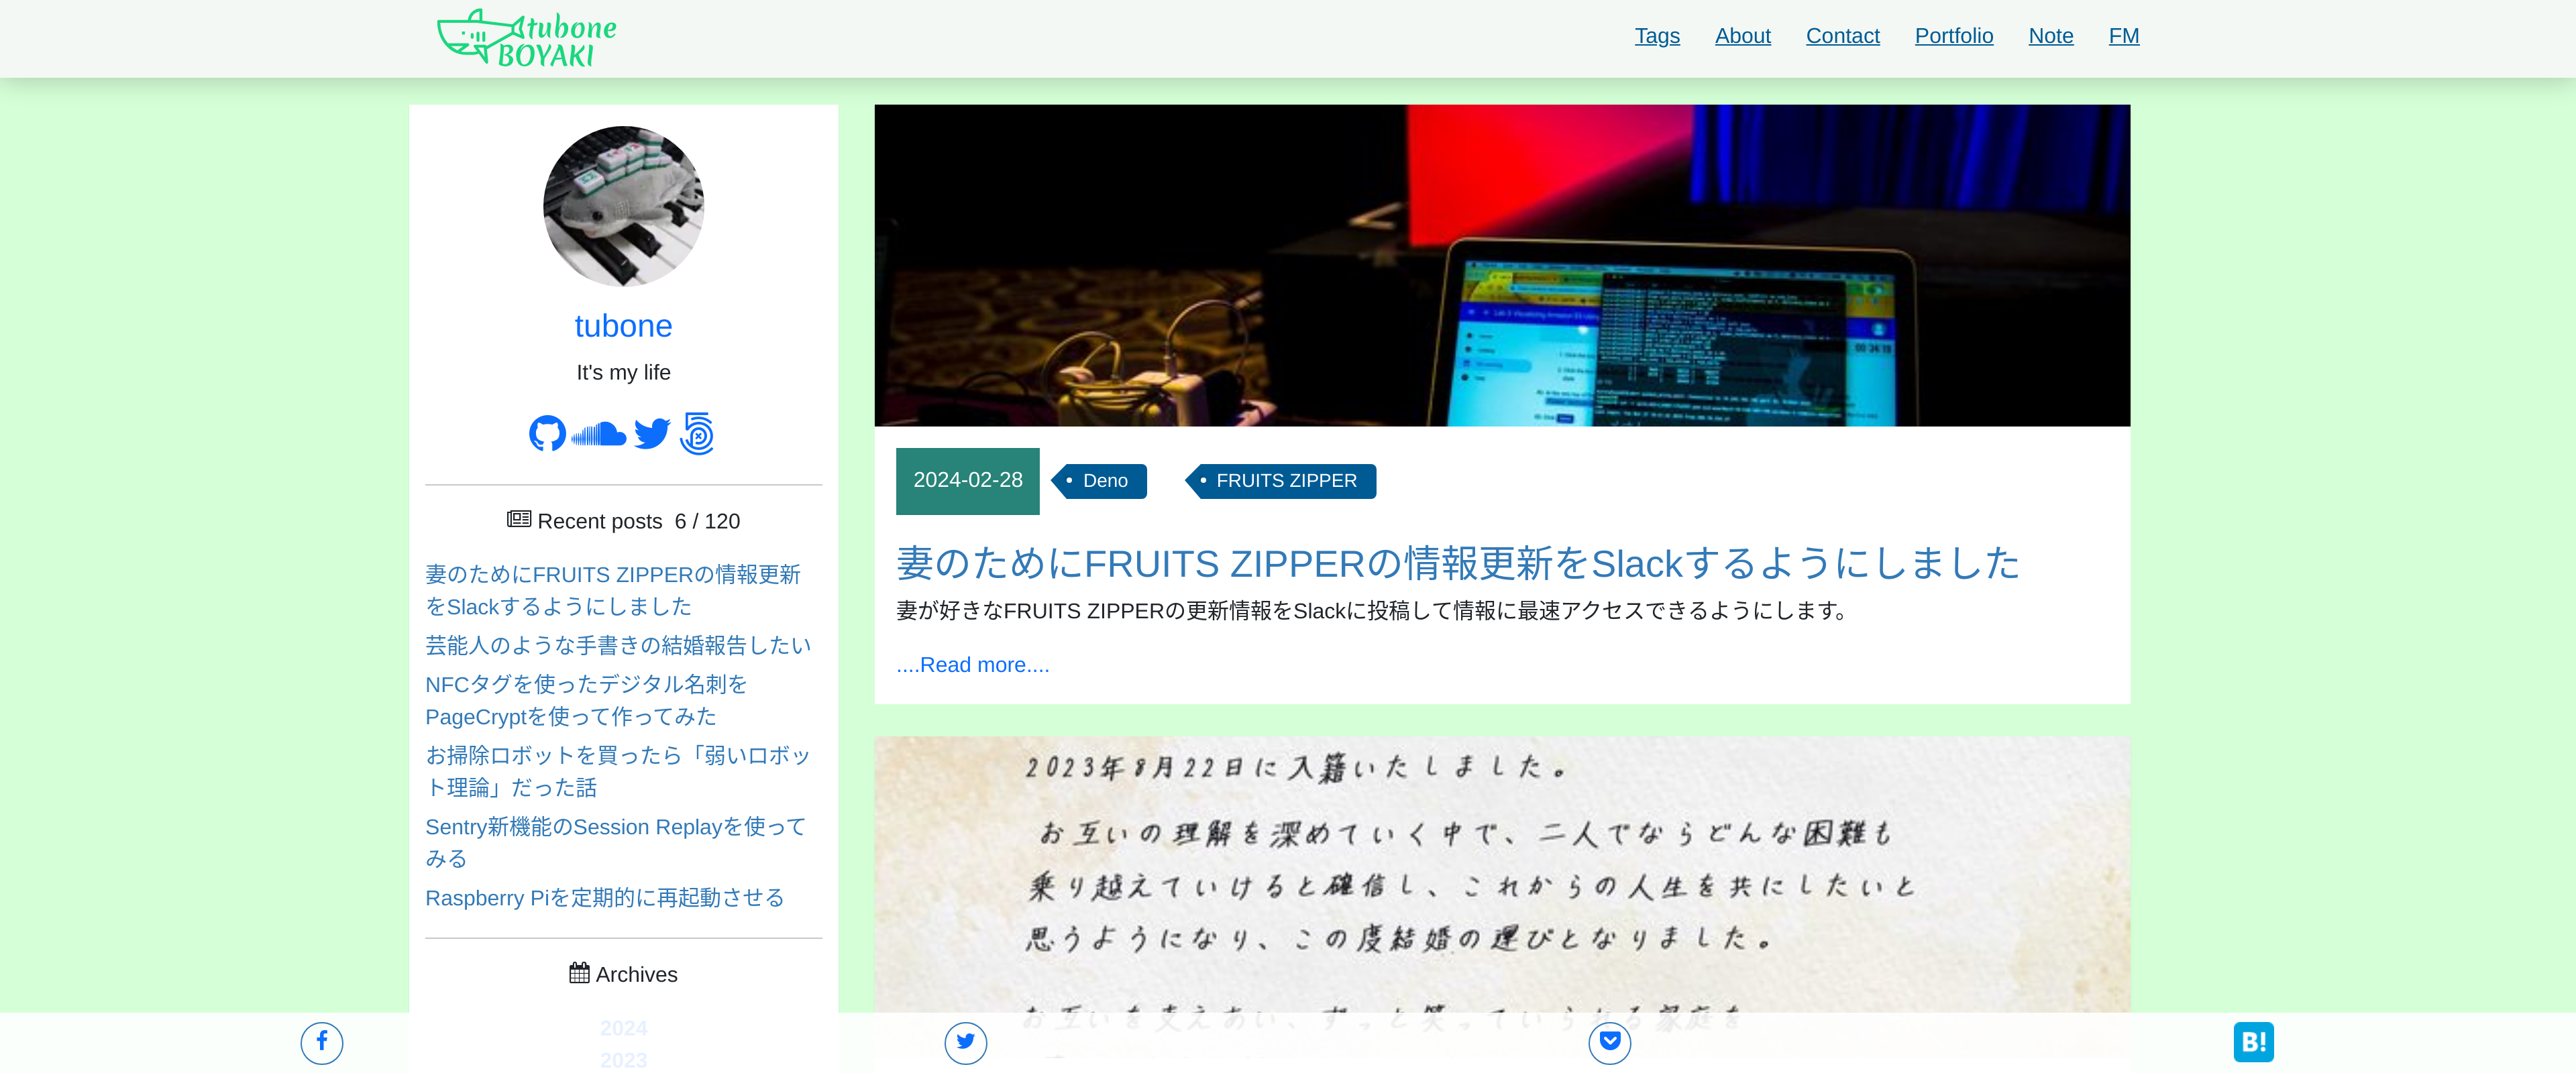 tubone
BOYAKI
Tags About Contact Portfolio Note FM
tubone
It's my life
Recent posts 6 / 120
妻のためにFRUITS ZIPPERの情報更新
をSlackするようにしました
芸能人のような手書きの結婚報告したい
NFCタグを使ったデジタル名刺を
PageCryptを使って作ってみた
お掃除ロボットを買ったら「弱いロボッ
ト理論」だった話
Sentry新機能のSession Replayを使って
みる
Raspberry Piを定期的に再起動させる
Archives
2024
2023
2024-02-28 Deno FRUITS ZIPPER
妻のためにFRUITS ZIPPERの情報更新をSlackするようにしました
妻が好きなFRUITS ZIPPERの更新情報をSlackに投稿して情報に最速アクセスできるようにします。
....Read more....
2023年8月22日に入籍いたしました。
お互いの理解を深めていく中で、二人でならどんな困難も
乗り越えていけると確信し、これからの人生を共にしたいと
思うようになり、この度結婚の運びとなりました。
お互いを支えあい、ずっと笑っていられる家庭を
B!